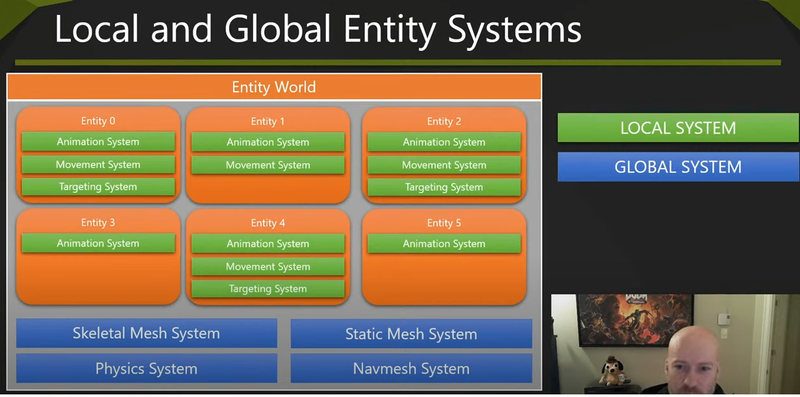 Local and Global Entity Systems
Entity World
Entity 0
Animation System
Movement System
Targeting System
Entity 1
Animation System
Movement System
Entity 2
Animation System
Movement System
Targeting System
Entity 3
Animation System
Entity 4
Animation System
Movement System
Targeting System
Entity 5
Animation System
Skeletal Mesh System
Static Mesh System
Physics System
Navmesh System
LOCAL SYSTEM
GLOBAL SYSTEM
DOOM